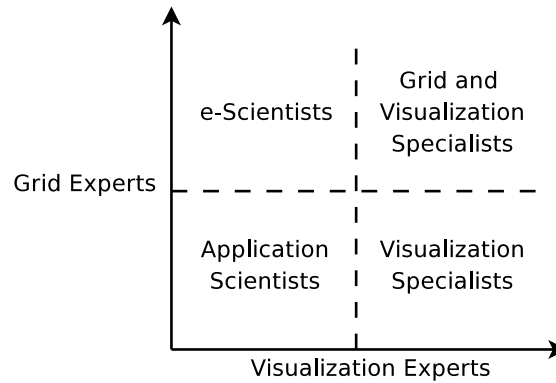 e-Scientists
Grid and
Visualization
Specialists
Grid Experts
Application
Scientists
Visualization
Specialists
Visualization Experts